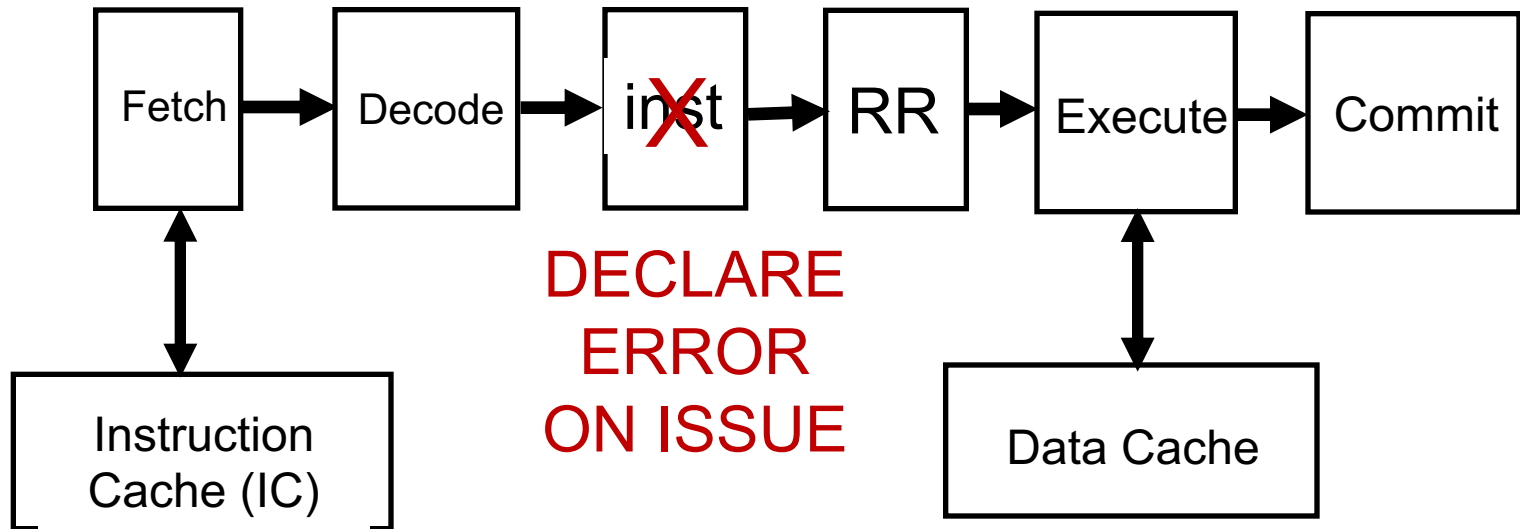 Fetch
Decode
inst
X
RR
Execute
Commit
DECLARE
ERROR
ON ISSUE
Instruction
Cache (IC)
Data Cache